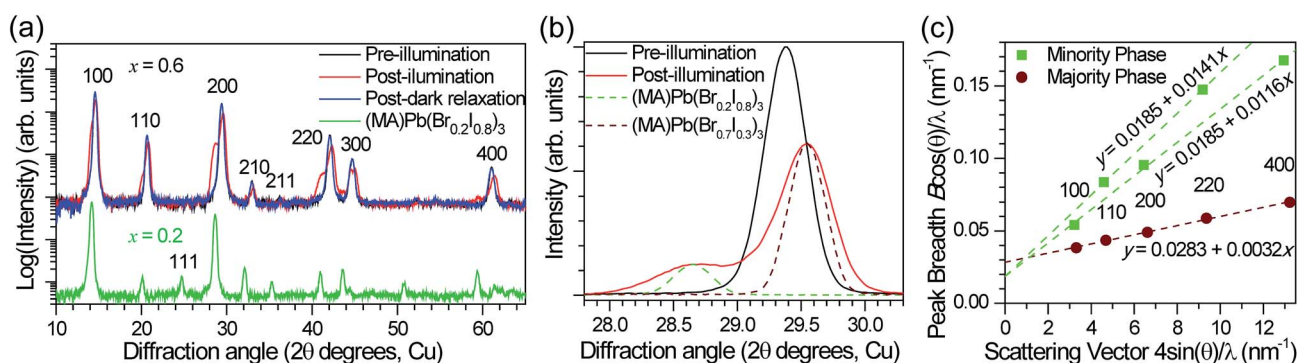 (a)
Log(Intensity) (arb. units)
100
x = 0.6
110
200
210
211
220
300
400
Pre-illumination
Post-ilumination
Post-dark relaxation
(MA)Pb(Br0.2I0.8)3
x = 0.2
111
10 20 30 40 50 60
Diffraction angle (2θ degrees, Cu)
(b)
Intensity (arb. units)
Pre-illumination
Post-illumination
(MA)Pb(Br0.2I0.8)3
(MA)Pb(Br0.7I0.3)3
28.0 28.5 29.0 29.5 30.0
Diffraction angle (2θ degrees, Cu)
(c)
Peak Breadth Bcos(θ)/λ (nm-1)
0.15
0.10
0.05
0.00
Minority Phase
Majority Phase
y = 0.0185 + 0.0141x
y = 0.0185 + 0.0116x
100
110
200
220
400
y = 0.0283 + 0.0032x
0 2 4 6 8 10 12
Scattering Vector 4sin(θ)/λ (nm-1)